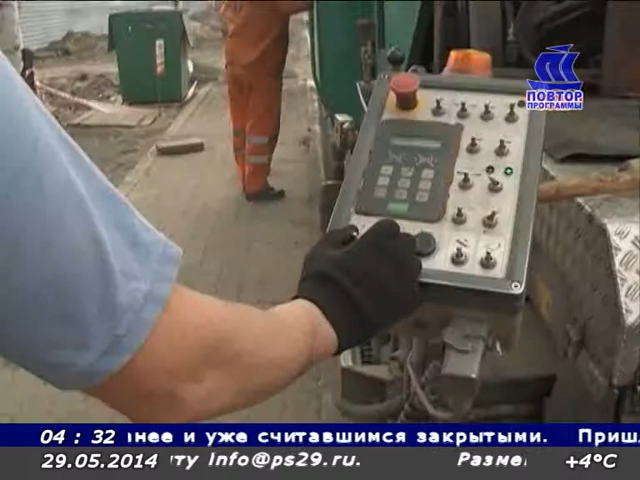 ПОВТОР
ПРОГРАММЫ
04 : 32 нее и уже считавшимся закрытыми. Приш
29.05.2014 ту Info@ps29.ru. Разме +4°C